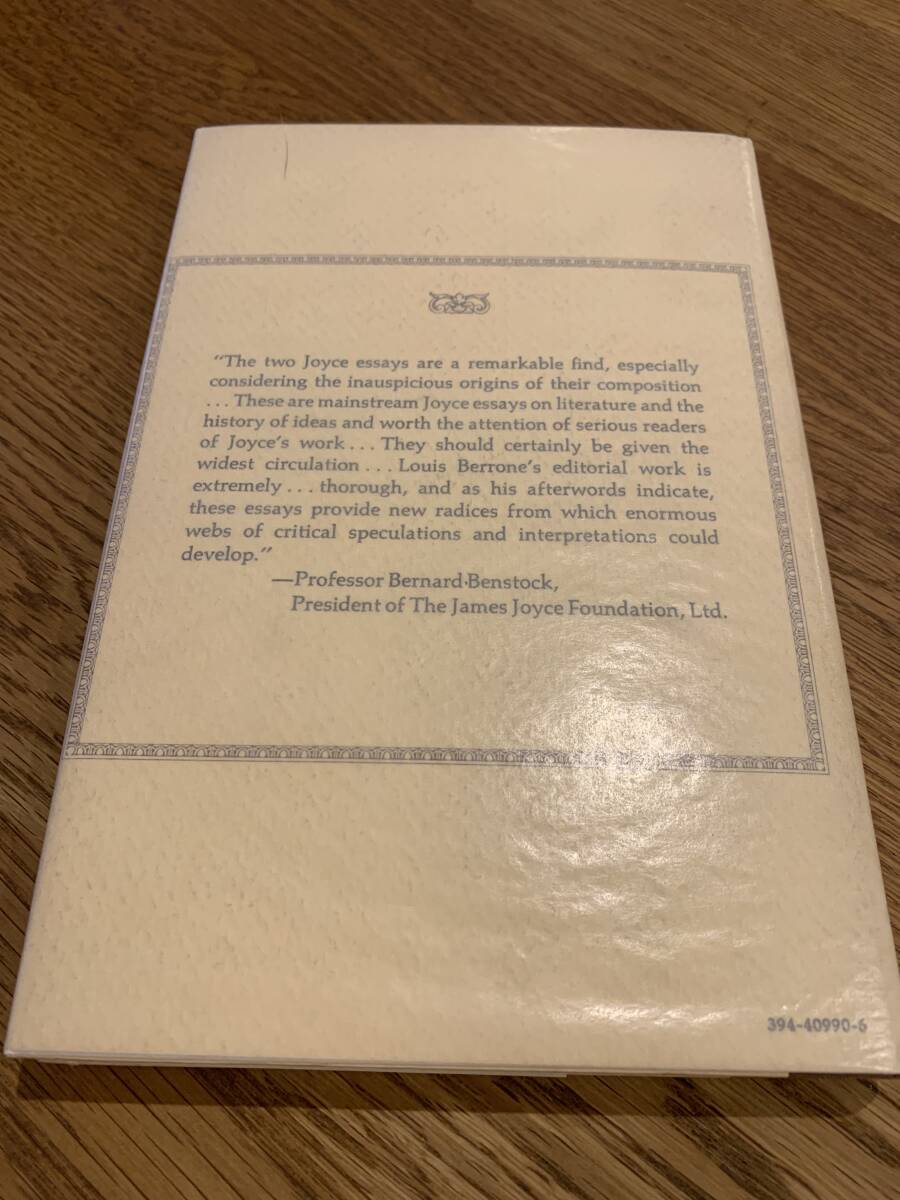 "The two Joyce essays are a remarkable find, especially
considering the inauspicious origins of their composition
... These are mainstream Joyce essays on literature and the
history of ideas and worth the attention of serious readers
of Joyce's work... They should certainly be given the
widest circulation ... Louis Berrone's editorial work is
extremely ... thorough, and as his afterwords indicate,
these essays provide new radices from which enormous
webs of critical speculations and interpretations could
develop."
—Professor Bernard Benstock,
President of The James Joyce Foundation, Ltd.
394-40990-6